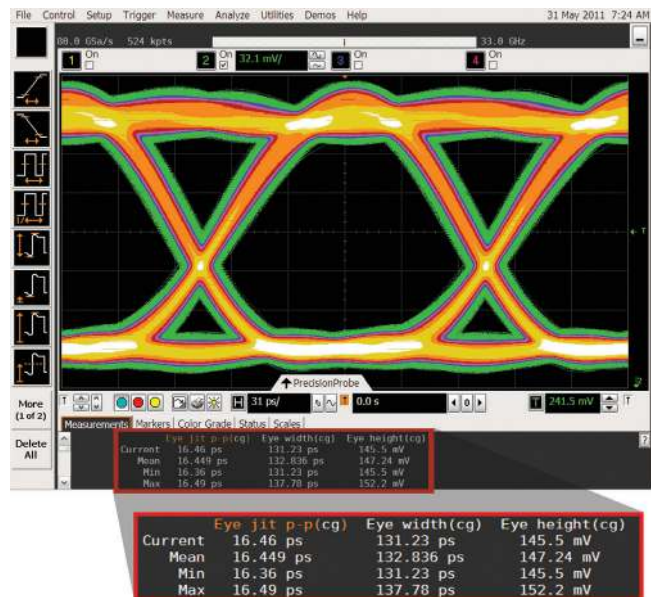 File Control Setup Trigger Measure Analyze Utilities Demos Help 31 May 2011 7:24 AM
80.0 GSa/s 524 kpts 33.0 GHz
1 On 2 On 32.1 mV/ 3 On 4 On
T
PrecisionProbe
More
(1 of 2)
Delete
All
H 31 ps/ 0.0 s 0 T 241.5 mV
Measurements Markers Color Grade Status Scales
?
Eye jit p-p(cg) Eye width(cg) Eye height(cg)
Current 16.46 ps 131.23 ps 145.5 mV
Mean 16.449 ps 132.836 ps 147.24 mV
Min 16.36 ps 131.23 ps 145.5 mV
Max 16.49 ps 137.78 ps 152.2 mV
Eye jit p-p(cg) Eye width(cg) Eye height(cg)
Current 16.46 ps 131.23 ps 145.5 mV
Mean 16.449 ps 132.836 ps 147.24 mV
Min 16.36 ps 131.23 ps 145.5 mV
Max 16.49 ps 137.78 ps 152.2 mV